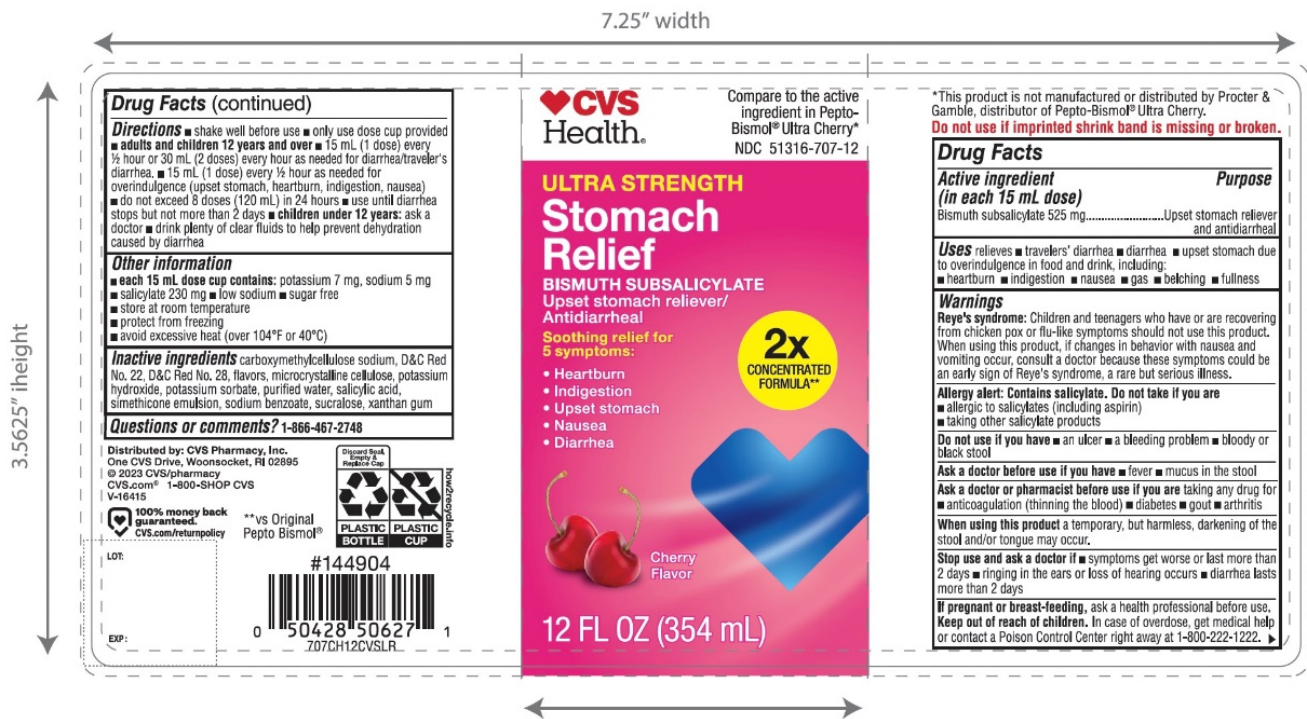 7.25” width
3.5625” iheight
Drug Facts (continued)
Directions ■ shake well before use ■ only use dose cup provided
■ adults and children 12 years and over ■ 15 mL (1 dose) every
½ hour or 30 mL (2 doses) every hour as needed for diarrhea/traveler's
diarrhea. ■ 15 mL (1 dose) every ½ hour as needed for
overindulgence (upset stomach, heartburn, indigestion, nausea)
■ do not exceed 8 doses (120 mL) in 24 hours ■ use until diarrhea
stops but not more than 2 days ■ children under 12 years: ask a
doctor ■ drink plenty of clear fluids to help prevent dehydration
caused by diarrhea
Other information
■ each 15 mL dose cup contains: potassium 7 mg, sodium 5 mg
■ salicylate 230 mg ■ low sodium ■ sugar free
■ store at room temperature
■ protect from freezing
■ avoid excessive heat (over 104°F or 40°C)
Inactive ingredients carboxymethylcellulose sodium, D&C Red
No. 22, D&C Red No. 28, flavors, microcrystalline cellulose, potassium
hydroxide, potassium sorbate, purified water, salicylic acid,
simethicone emulsion, sodium benzoate, sucralose, xanthan gum
Questions or comments? 1-866-467-2748
Distributed by: CVS Pharmacy, Inc.
One CVS Drive, Woonsocket, RI 02895
© 2023 CVS/pharmacy
CVS.com® 1-800-SHOP CVS
V-16415
100% money back
guaranteed.
CVS.com/returnpolicy
**vs Original
Pepto Bismol®
Discard Seal,
Empty &
Replace Cap
PLASTIC
BOTTLE
PLASTIC
CUP
how2recycle.info
LOT:
EXP:
#144904
0 50428 50627 1
707CH12CVSLR
CVS
Health®
Compare to the active
ingredient in Pepto-
Bismol® Ultra Cherry*
NDC 51316-707-12
ULTRA STRENGTH
Stomach
Relief
BISMUTH SUBSALICYLATE
Upset stomach reliever/
Antidiarrheal
Soothing relief for
5 symptoms:
• Heartburn
• Indigestion
• Upset stomach
• Nausea
• Diarrhea
2x
CONCENTRATED
FORMULA**
Cherry
Flavor
12 FL OZ (354 mL)
*This product is not manufactured or distributed by Procter &
Gamble, distributor of Pepto-Bismol® Ultra Cherry.
Do not use if imprinted shrink band is missing or broken.
Drug Facts
Active ingredient Purpose
(in each 15 mL dose)
Bismuth subsalicylate 525 mg.........................Upset stomach reliever
and antidiarrheal
Uses relieves ■ travelers' diarrhea ■ diarrhea ■ upset stomach due
to overindulgence in food and drink, including:
■ heartburn ■ indigestion ■ nausea ■ gas ■ belching ■ fullness
Warnings
Reye's syndrome: Children and teenagers who have or are recovering
from chicken pox or flu-like symptoms should not use this product.
When using this product, if changes in behavior with nausea and
vomiting occur, consult a doctor because these symptoms could be
an early sign of Reye's syndrome, a rare but serious illness.
Allergy alert: Contains salicylate. Do not take if you are
■ allergic to salicylates (including aspirin)
■ taking other salicylate products
Do not use if you have ■ an ulcer ■ a bleeding problem ■ bloody or
black stool
Ask a doctor before use if you have ■ fever ■ mucus in the stool
Ask a doctor or pharmacist before use if you are taking any drug for
■ anticoagulation (thinning the blood) ■ diabetes ■ gout ■ arthritis
When using this product a temporary, but harmless, darkening of the
stool and/or tongue may occur.
Stop use and ask a doctor if ■ symptoms get worse or last more than
2 days ■ ringing in the ears or loss of hearing occurs ■ diarrhea lasts
more than 2 days
If pregnant or breast-feeding, ask a health professional before use.
Keep out of reach of children. In case of overdose, get medical help
or contact a Poison Control Center right away at 1-800-222-1222.